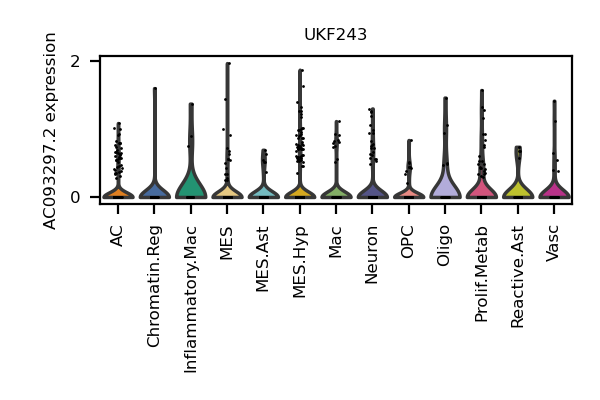 UKF243
AC093297.2 expression
2
0
AC
Chromatin.Reg
Inflammatory.Mac
MES
MES.Ast
MES.Hyp
Mac
Neuron
OPC
Oligo
Prolif.Metab
Reactive.Ast
Vasc